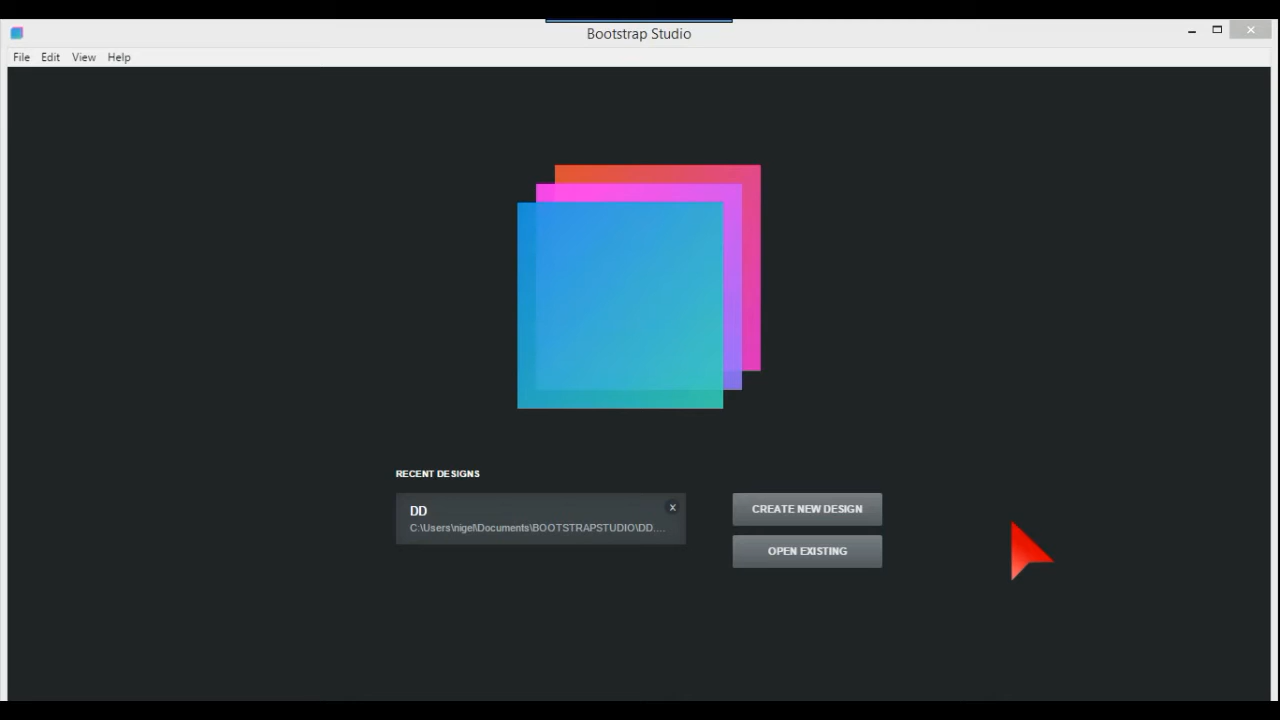 Bootstrap Studio
File Edit View Help
RECENT DESIGNS
DD
C:\Users\nigel\Documents\BOOTSTRAPSTUDIO\DD....
x
CREATE NEW DESIGN
OPEN EXISTING